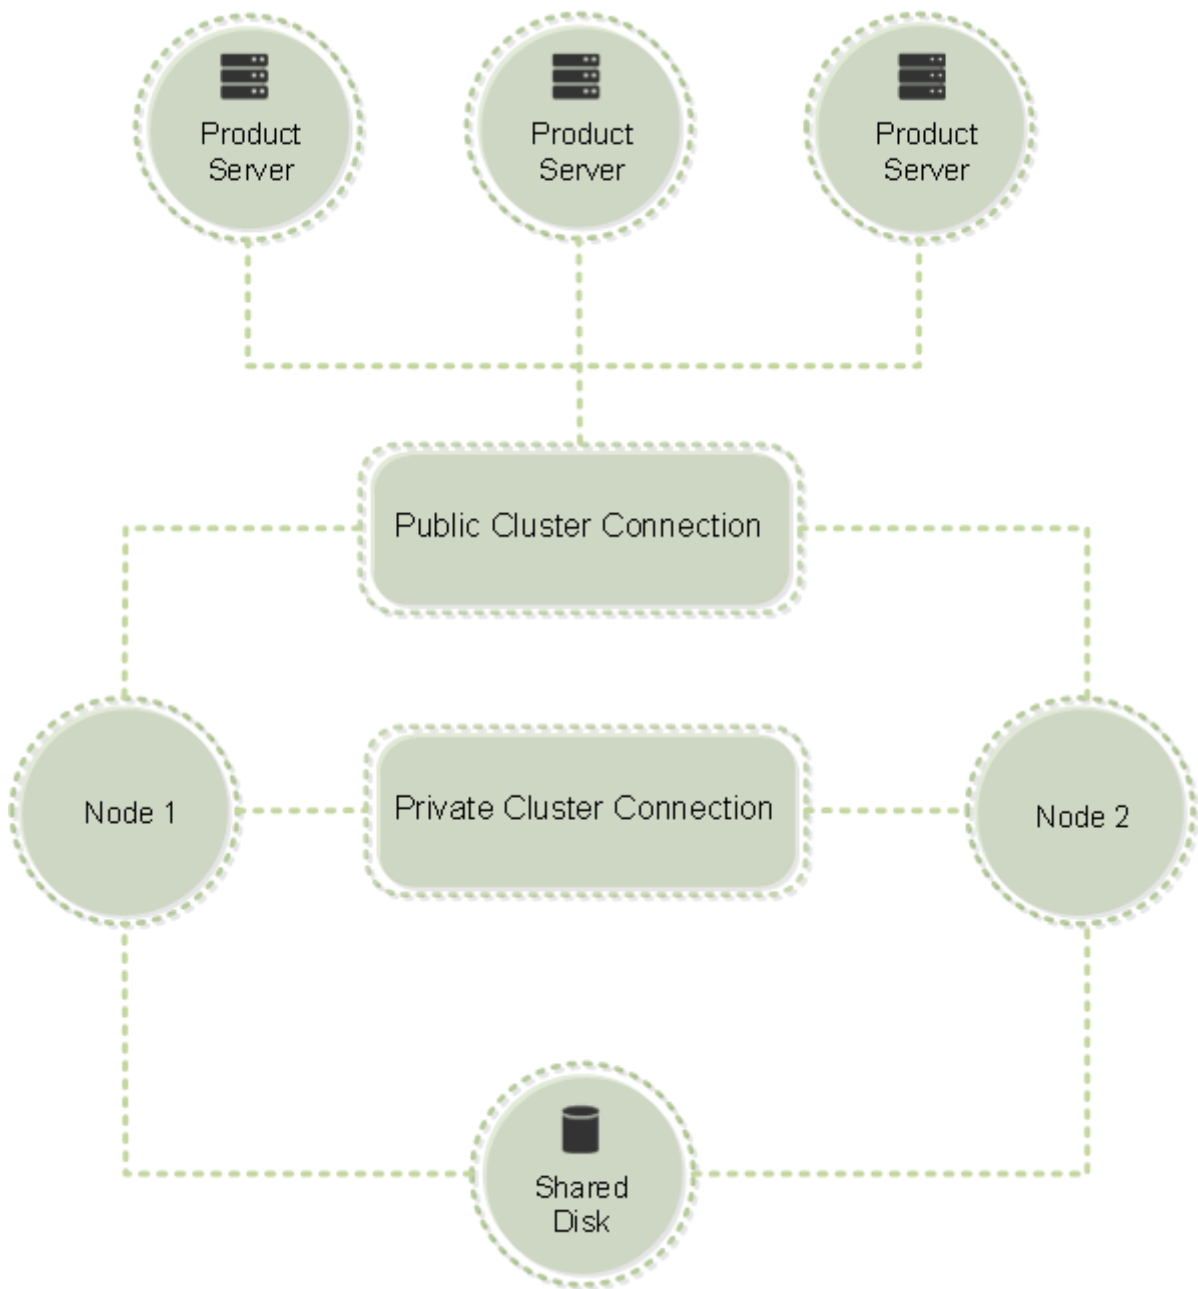 Product
Server
Product
Server
Product
Server
Public Cluster Connection
Node 1
Private Cluster Connection
Node 2
Shared
Disk